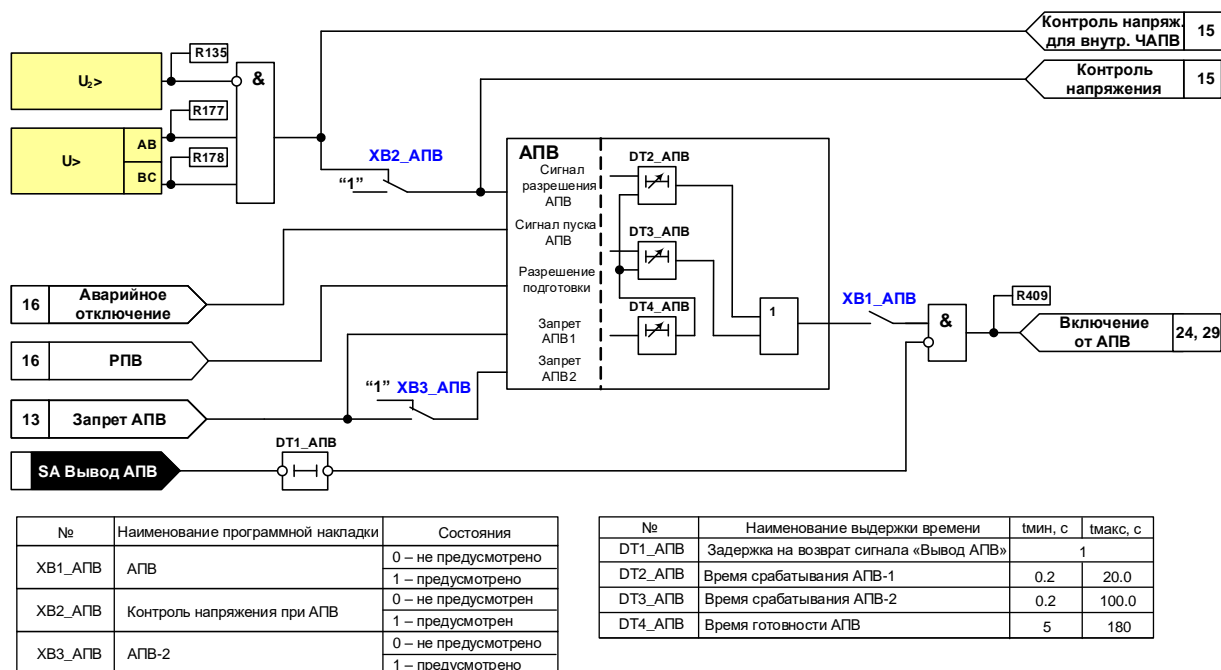 Контроль напряж. для внутр. ЧАПВ 15
Контроль напряжения 15
U₂>
R135
&
U>
AB
BC
R177
R178
XB2_АПВ
“1”
АПВ
Сигнал разрешения АПВ
Сигнал пуска АПВ
Разрешение подготовки
Запрет АПВ1
Запрет АПВ2
DT2_АПВ
DT3_АПВ
DT4_АПВ
1
XB1_АПВ
&
R409
Включение от АПВ 24, 29
16 Аварийное отключение
16 РПВ
13 Запрет АПВ
“1” XB3_АПВ
SA Вывод АПВ
DT1_АПВ
№ Наименование программной накладки Состояния
XB1_АПВ АПВ 0 – не предусмотрено
1 – предусмотрено
XB2_АПВ Контроль напряжения при АПВ 0 – не предусмотрен
1 – предусмотрен
XB3_АПВ АПВ-2 0 – не предусмотрено
1 – предусмотрено
№ Наименование выдержки времени tмин, с tмакс, с
DT1_АПВ Задержка на возврат сигнала «Вывод АПВ» 1
DT2_АПВ Время срабатывания АПВ-1 0.2 20.0
DT3_АПВ Время срабатывания АПВ-2 0.2 100.0
DT4_АПВ Время готовности АПВ 5 180